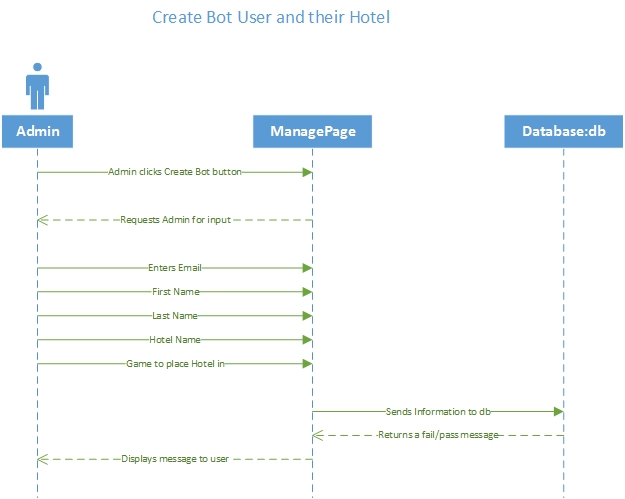 Create Bot User and their Hotel
Admin
ManagePage
Database:db
Admin clicks Create Bot button
Requests Admin for input
Enters Email
First Name
Last Name
Hotel Name
Game to place Hotel in
Sends Information to db
Returns a fail/pass message
Displays message to user